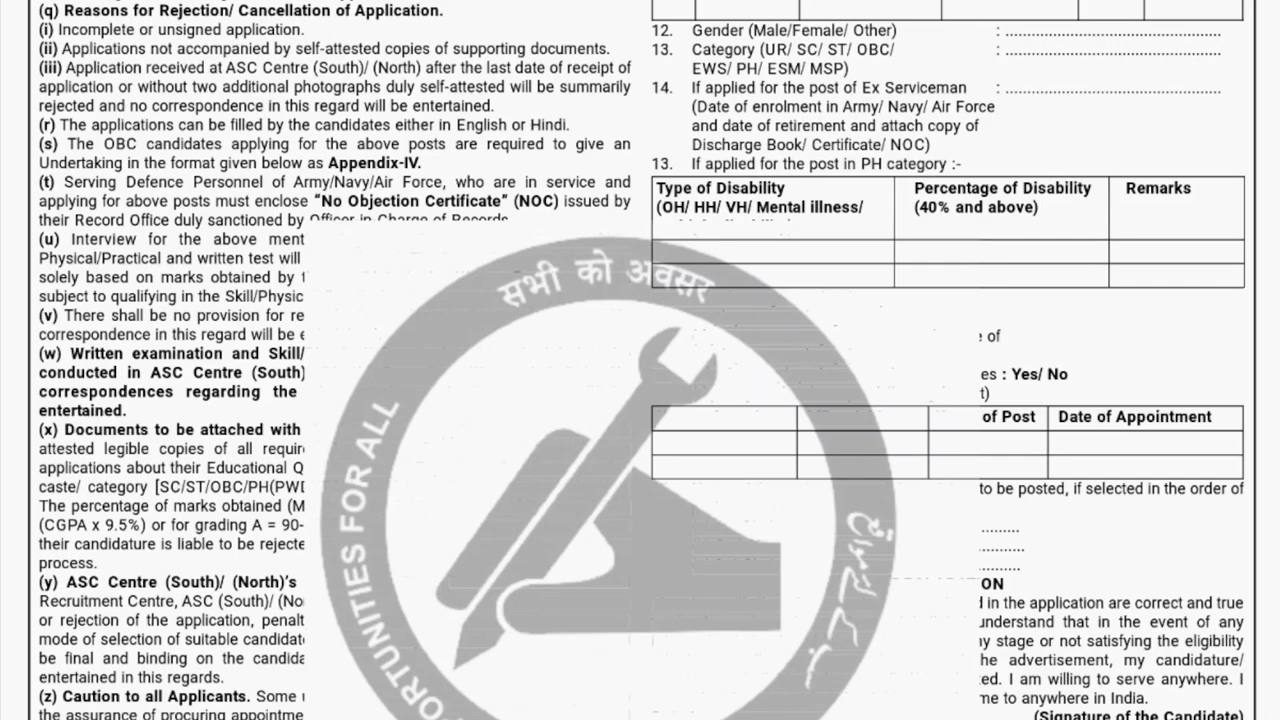 (q) Reasons for Rejection/ Cancellation of Application.
(i) Incomplete or unsigned application.
(ii) Applications not accompanied by self-attested copies of supporting documents.
(iii) Application received at ASC Centre (South)/ (North) after the last date of receipt of
application or without two additional photographs duly self-attested will be summarily
rejected and no correspondence in this regard will be entertained.
(r) The applications can be filled by the candidates either in English or Hindi.
(s) The OBC candidates applying for the above posts are required to give an
Undertaking in the format given below as Appendix-IV.
(t) Serving Defence Personnel of Army/Navy/Air Force, who are in service and
applying for above posts must enclose "No Objection Certificate" (NOC) issued by
their Record Office duly sanctioned by Officer in Charge of Records
(u) Interview for the above ment
Physical/Practical and written test will
solely based on marks obtained by
subject to qualifying in the Skill/Physic
(v) There shall be no provision for re
correspondence in this regard will be
(w) Written examination and Skill/
conducted in ASC Centre (South)
correspondences regarding the
entertained.
(x) Documents to be attached with
attested legible copies of all requir
applications about their Educational Q
caste/ category [SC/ST/OBC/PH(PWD
The percentage of marks obtained (M
(CGPA x 9.5%) or for grading A = 90-
their candidature is liable to be rejecte
process.
(y) ASC Centre (South)/ (North)'s
Recruitment Centre, ASC (South)/ (No
or rejection of the application, penalt
mode of selection of suitable candidat
be final and binding on the candida
entertained in this regards.
(z) Caution to all Applicants. Some
the assurance of procuring appointme
12. Gender (Male/Female/ Other) : ..........
13. Category (UR/ SC/ ST/ OBC/ : ..........
EWS/ PH/ ESM/ MSP)
14. If applied for the post of Ex Serviceman : ..........
(Date of enrolment in Army/ Navy/ Air Force
and date of retirement and attach copy of
Discharge Book/ Certificate/ NOC)
13. If applied for the post in PH category :-
Type of Disability Percentage of Disability Remarks
(OH/ HH/ VH/ Mental illness/ (40% and above)
of
es : Yes/ No
t)
of Post Date of Appointment
to be posted, if selected in the order of
..........
..........
..........
ON
in the application are correct and true
understand that in the event of any
y stage or not satisfying the eligibility
he advertisement, my candidature/
ed. I am willing to serve anywhere. I
me to anywhere in India.
(Signature of the Candidate)
सभी को अवसर
ORTUNITIES FOR ALL